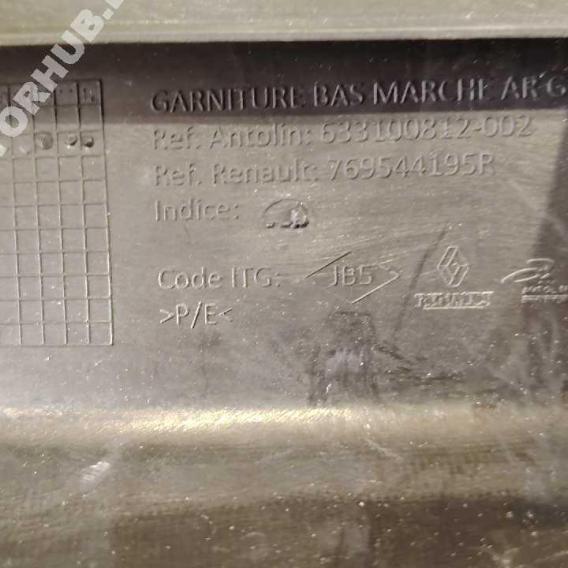 GARNITURE BAS MARCHE AR G
Ref. Antolin: 633100812-002
Ref. Renault: 769544195R
Indice:
Code ITG: <JB5>
RENAULT
>P/E<